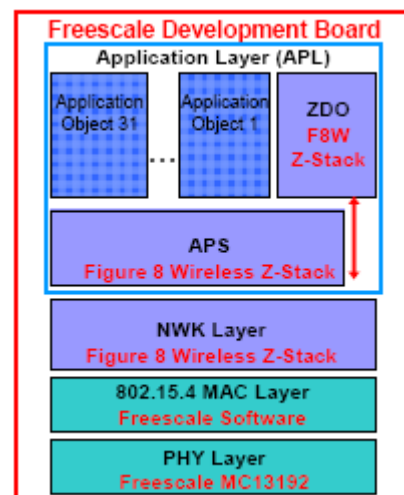 Freescale Development Board
Application Layer (APL)
Application
Object 31
...
Application
Object 1
ZDO
F8W
Z-Stack
APS
Figure 8 Wireless Z-Stack
NWK Layer
Figure 8 Wireless Z-Stack
802.15.4 MAC Layer
Freescale Software
PHY Layer
Freescale MC13192